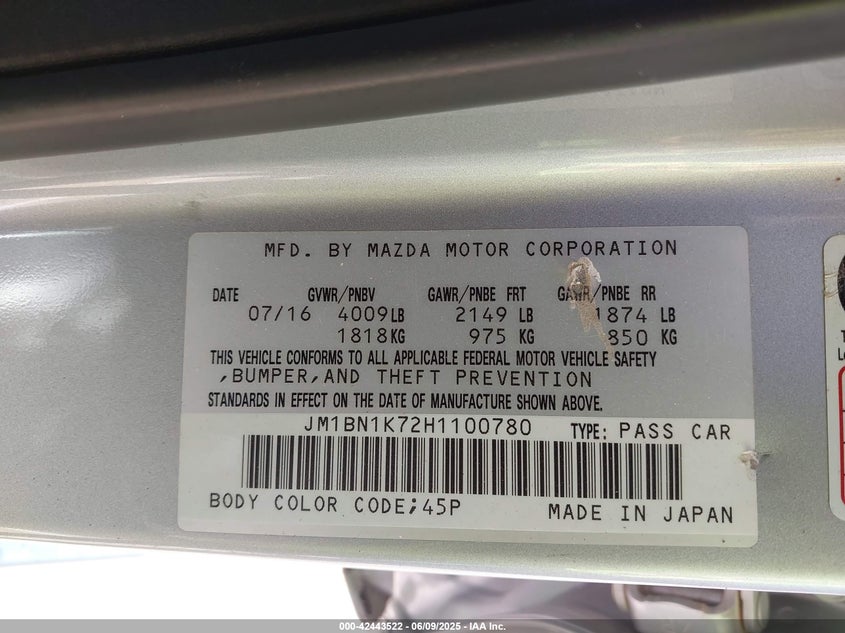 MFD. BY MAZDA MOTOR CORPORATION
DATE GVWR/PNBV GAWR/PNBE FRT GAWR/PNBE RR
07/16 4009LB 2149 LB 1874 LB
1818KG 975 KG 850 KG
THIS VEHICLE CONFORMS TO ALL APPLICABLE FEDERAL MOTOR VEHICLE SAFETY
,BUMPER,AND THEFT PREVENTION
STANDARDS IN EFFECT ON THE DATE OF MANUFACTURE SHOWN ABOVE.
JM1BN1K72H1100780 TYPE: PASS CAR
BODY COLOR CODE;45P MADE IN JAPAN
000-42443522 - 06/09/2025 - IAA Inc.